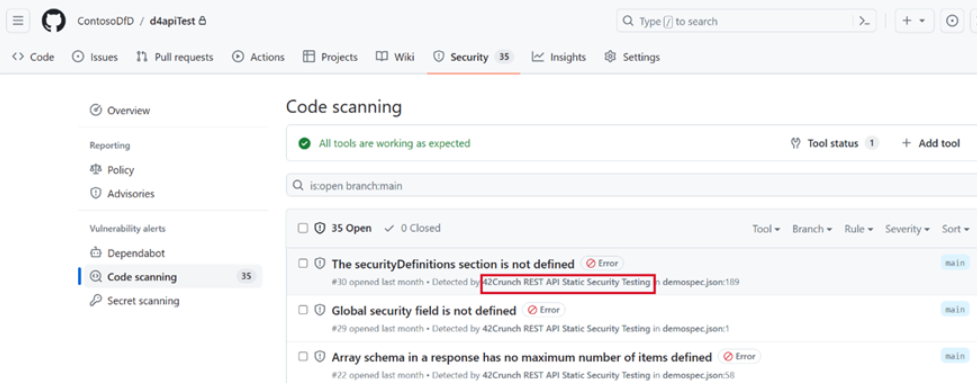 ContosoDfD / d4apiTest
Type / to search
Code Issues Pull requests Actions Projects Wiki Security 35 Insights Settings
Overview
Reporting
Policy
Advisories
Vulnerability alerts
Dependabot
Code scanning 35
Secret scanning
Code scanning
All tools are working as expected Tool status 1 + Add tool
is:open branch:main
35 Open 0 Closed Tool Branch Rule Severity Sort
The securityDefinitions section is not defined Error main
#30 opened last month • Detected by 42Crunch REST API Static Security Testing in demospec.json:189
Global security field is not defined Error main
#29 opened last month • Detected by 42Crunch REST API Static Security Testing in demospec.json:1
Array schema in a response has no maximum number of items defined Error main
#22 opened last month • Detected by 42Crunch REST API Static Security Testing in demospec.json:58